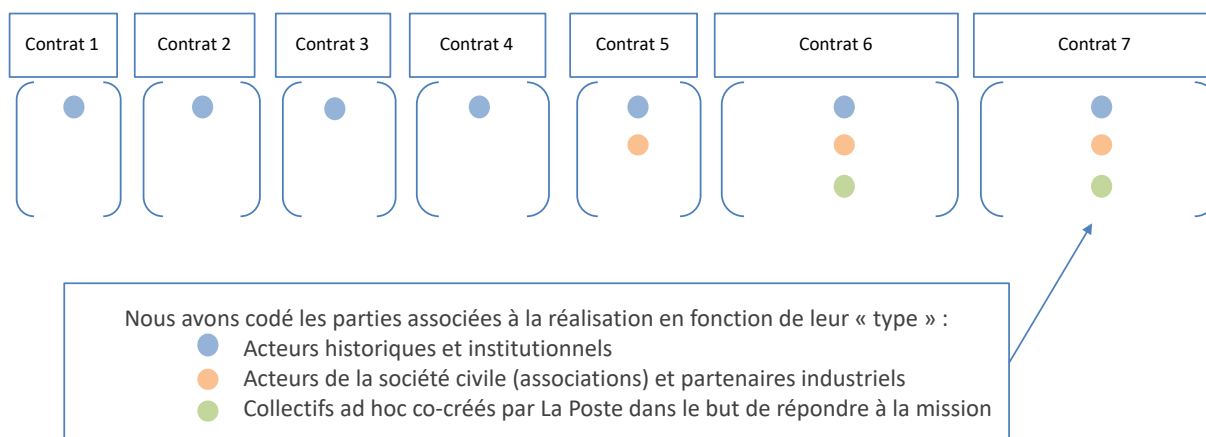 Contrat 1
Contrat 2
Contrat 3
Contrat 4
Contrat 5
Contrat 6
Contrat 7
Nous avons codé les parties associées à la réalisation en fonction de leur « type » :
Acteurs historiques et institutionnels
Acteurs de la société civile (associations) et partenaires industriels
Collectifs ad hoc co-créés par La Poste dans le but de répondre à la mission